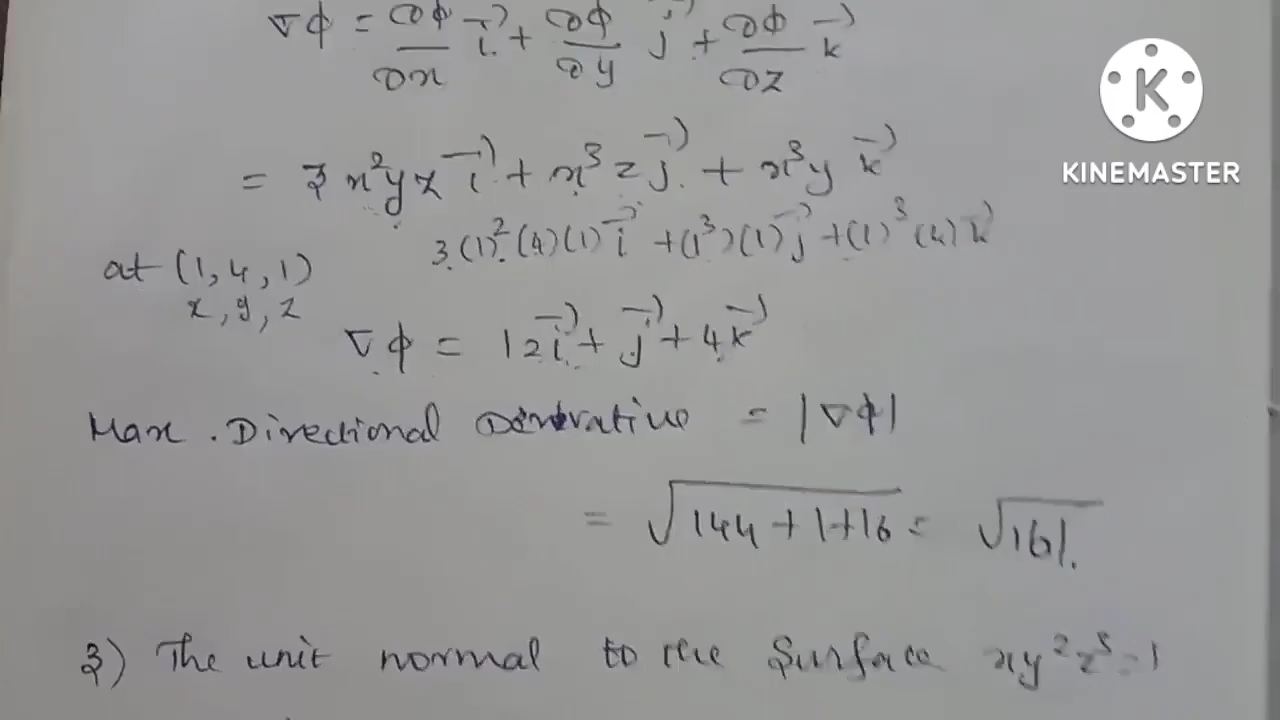 ∇φ = ∂φ/∂x i⃗ + ∂φ/∂y j⃗ + ∂φ/∂z k⃗
K
KINEMASTER
= 3x²yz i⃗ + x³z j⃗ + x³y k⃗
3.(1)²(4)(1) i⃗ + (1³)(1) j⃗ + (1)³(4) k⃗
at (1,4,1)
x, y, z
∇φ = 12i⃗ + j⃗ + 4k⃗
Max. Directional Derivative = |∇φ|
= √144+1+16 = √161.
3) The unit normal to the surface xy²z³=1